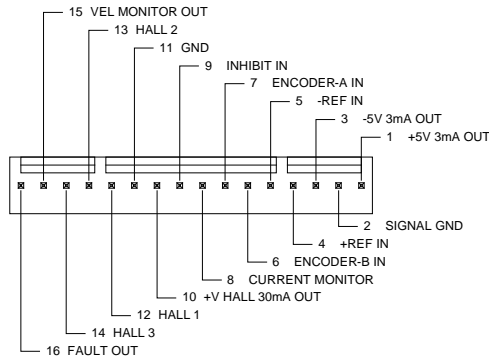 15 VEL MONITOR OUT
13 HALL 2
11 GND
9 INHIBIT IN
7 ENCODER-A IN
5 -REF IN
3 -5V 3mA OUT
1 +5V 3mA OUT
2 SIGNAL GND
4 +REF IN
6 ENCODER-B IN
8 CURRENT MONITOR
10 +V HALL 30mA OUT
12 HALL 1
14 HALL 3
16 FAULT OUT